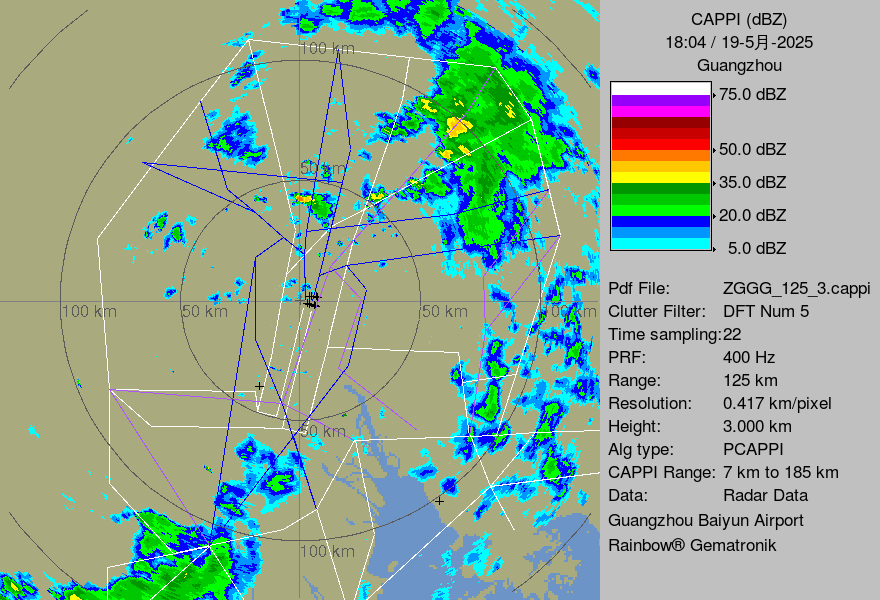 CAPPI (dBZ)
18:04 / 19-5月-2025
Guangzhou
75.0 dBZ
50.0 dBZ
35.0 dBZ
20.0 dBZ
5.0 dBZ
Pdf File: ZGGG_125_3.cappi
Clutter Filter: DFT Num 5
Time sampling:22
PRF: 400 Hz
Range: 125 km
Resolution: 0.417 km/pixel
Height: 3.000 km
Alg type: PCAPPI
CAPPI Range: 7 km to 185 km
Data: Radar Data
Guangzhou Baiyun Airport
Rainbow® Gematronik
100 km
50 km
100 km
50 km
50 km
100 km
50 km
100 km